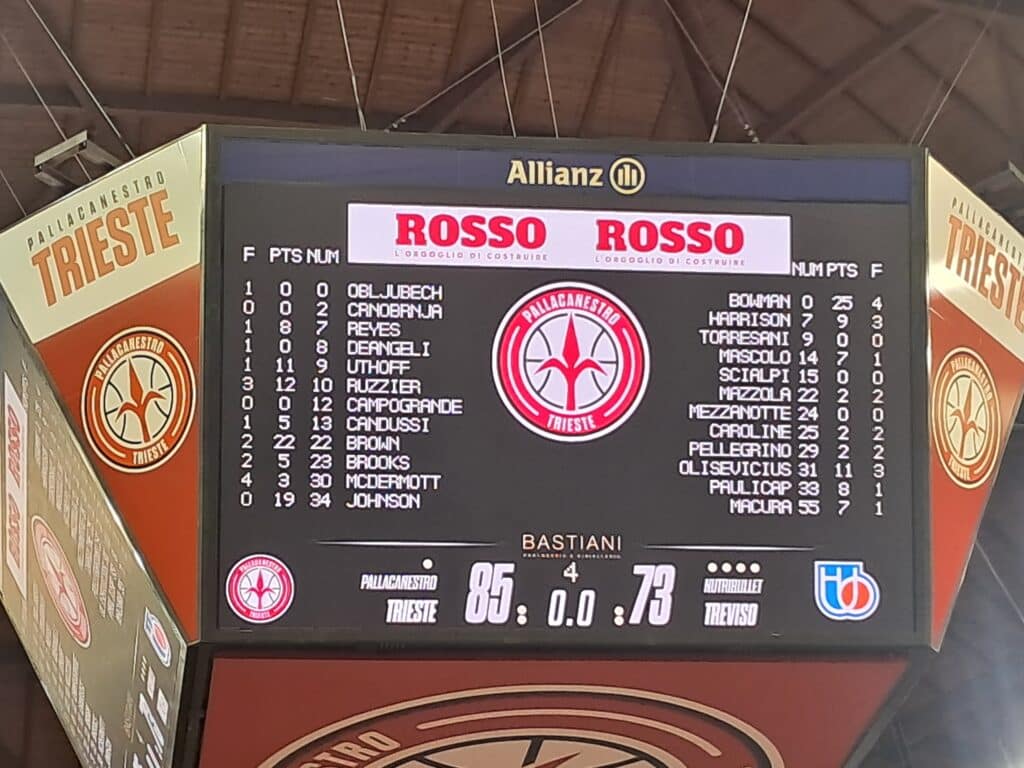 Allianz
ROSSO ROSSO
L'ORGOGLIO DI COSTRUIRE L'ORGOGLIO DI COSTRUIRE
F PTS NUM
1 0 0 OBLJUBECH
0 0 2 CANOBANJA
1 8 7 REYES
1 0 8 DEANGELI
1 11 9 UTHOFF
3 12 10 RUZZIER
0 0 12 CAMPOGRANDE
1 5 13 CANDUSSI
2 22 22 BROWN
2 5 23 BROOKS
4 3 30 MCDERMOTT
0 19 34 JOHNSON
PALLACANESTRO
TRIESTE
NUM PTS F
BOWMAN 0 25 4
HARRISON 7 9 3
TORRESANI 9 0 0
MASCOLO 14 7 1
SCIALPI 15 0 0
MAZZOLA 22 2 2
MEZZANOTTE 24 0 0
CAROLINE 25 2 2
PELLEGRINO 29 2 2
OLISEVICIUS 31 11 3
PAULICAP 33 8 1
MACURA 55 7 1
BASTIANI
PALLACANESTRO
TRIESTE
85 : 4 0.0 : 73
NUTRIBULLET
TREVISO
PALLACANESTRO
TRIESTE
PALLACANESTRO
TRIESTE
PALLACANESTRO
TRIESTE
PALLACANESTRO
TRIESTE